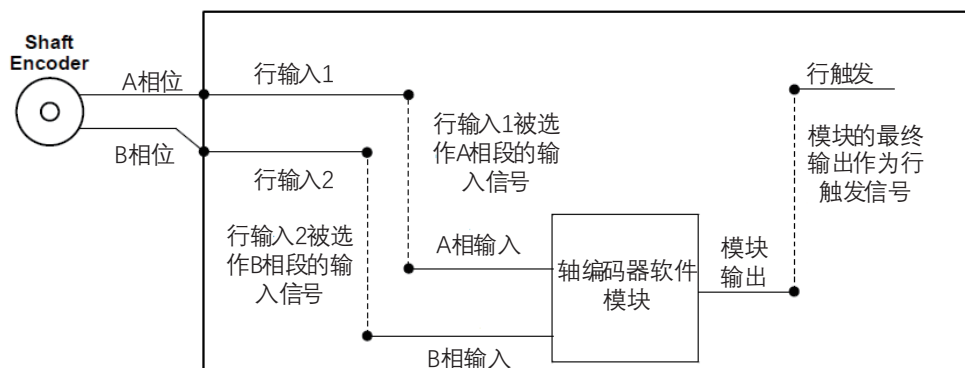 Shaft
Encoder
A相位
B相位
行输入1
行输入2
行输入1被选
作A相段的输
入信号
行输入2被选
作B相段的输
入信号
A相输入
B相输入
轴编码器软件
模块
模块
输出
行触发
模块的最终
输出作为行
触发信号